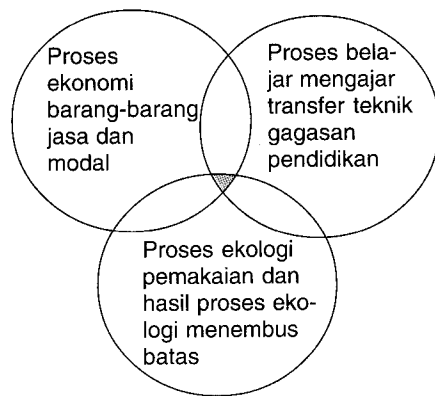 Proses
ekonomi
barang-barang
jasa dan
modal
Proses bela-
jar mengajar
transfer teknik
gagasan
pendidikan
Proses ekologi
pemakaian dan
hasil proses eko-
logi menembus
batas